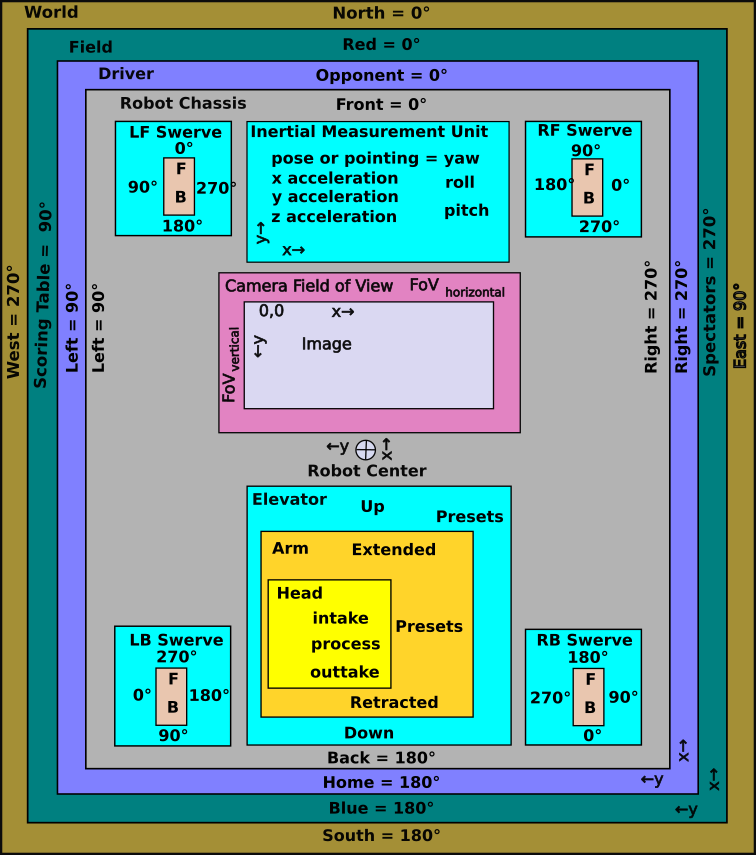 World
North = 0°
Field
Red = 0°
Driver
Opponent = 0°
Robot Chassis
Front = 0°
LF Swerve
0°
F
90°
270°
B
180°
Inertial Measurement Unit
pose or pointing = yaw
x acceleration
roll
y acceleration
z acceleration
pitch
y→
x→
RF Swerve
90°
F
180°
0°
B
270°
West = 270°
Scoring Table = 90°
Left = 90°
Left = 90°
Right = 270°
Right = 270°
Spectators = 270°
East = 90°
Camera Field of View
FoV horizontal
0,0
x→
←y
Image
FoV vertical
←y
x→
Robot Center
Elevator
Up
Presets
Arm
Extended
Head
intake
process
outtake
Presets
Retracted
Down
LB Swerve
270°
F
0°
180°
B
90°
RB Swerve
180°
F
270°
90°
B
0°
Back = 180°
x→
←y
Home = 180°
x→
←y
Blue = 180°
South = 180°